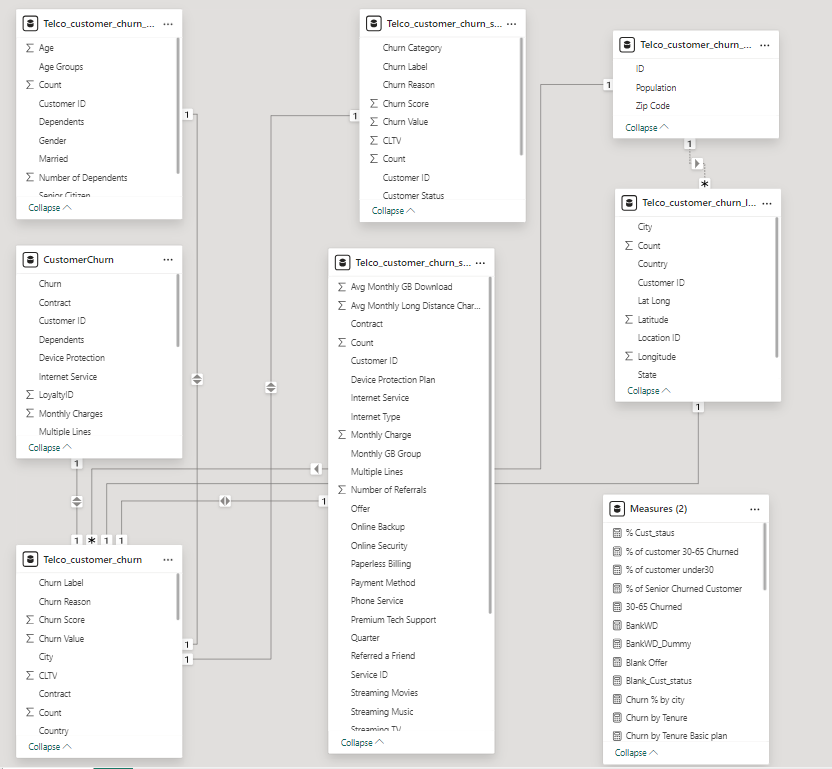 Telco_customer_churn_...
Age
Age Groups
Count
Customer ID
Dependents
Gender
Married
Number of Dependents
Senior Citizen
Collapse
Telco_customer_churn_s...
Churn Category
Churn Label
Churn Reason
Churn Score
Churn Value
CLTV
Count
Customer ID
Customer Status
Collapse
Telco_customer_churn_...
ID
Population
Zip Code
Collapse
Telco_customer_churn_l...
City
Count
Country
Customer ID
Lat Long
Latitude
Location ID
Longitude
State
Collapse
CustomerChurn
Churn
Contract
Customer ID
Dependents
Device Protection
Internet Service
LoyaltyID
Monthly Charges
Multiple Lines
Collapse
Telco_customer_churn_s...
Avg Monthly GB Download
Avg Monthly Long Distance Char...
Contract
Count
Customer ID
Device Protection Plan
Internet Service
Internet Type
Monthly Charge
Monthly GB Group
Multiple Lines
Number of Referrals
Offer
Online Backup
Online Security
Paperless Billing
Payment Method
Phone Service
Premium Tech Support
Quarter
Referred a Friend
Service ID
Streaming Movies
Streaming Music
Streaming TV
Collapse
Telco_customer_churn
Churn Label
Churn Reason
Churn Score
Churn Value
City
CLTV
Contract
Count
Country
Collapse
Measures (2)
% Cust_staus
% of customer 30-65 Churned
% of customer under30
% of Senior Churned Customer
30-65 Churned
BankWD
BankWD_Dummy
Blank Offer
Blank_Cust_status
Churn % by city
Churn by Tenure
Churn by Tenure Basic plan
Collapse
1
1
1
1
*
1
1
1
1
*
1
1
1
1